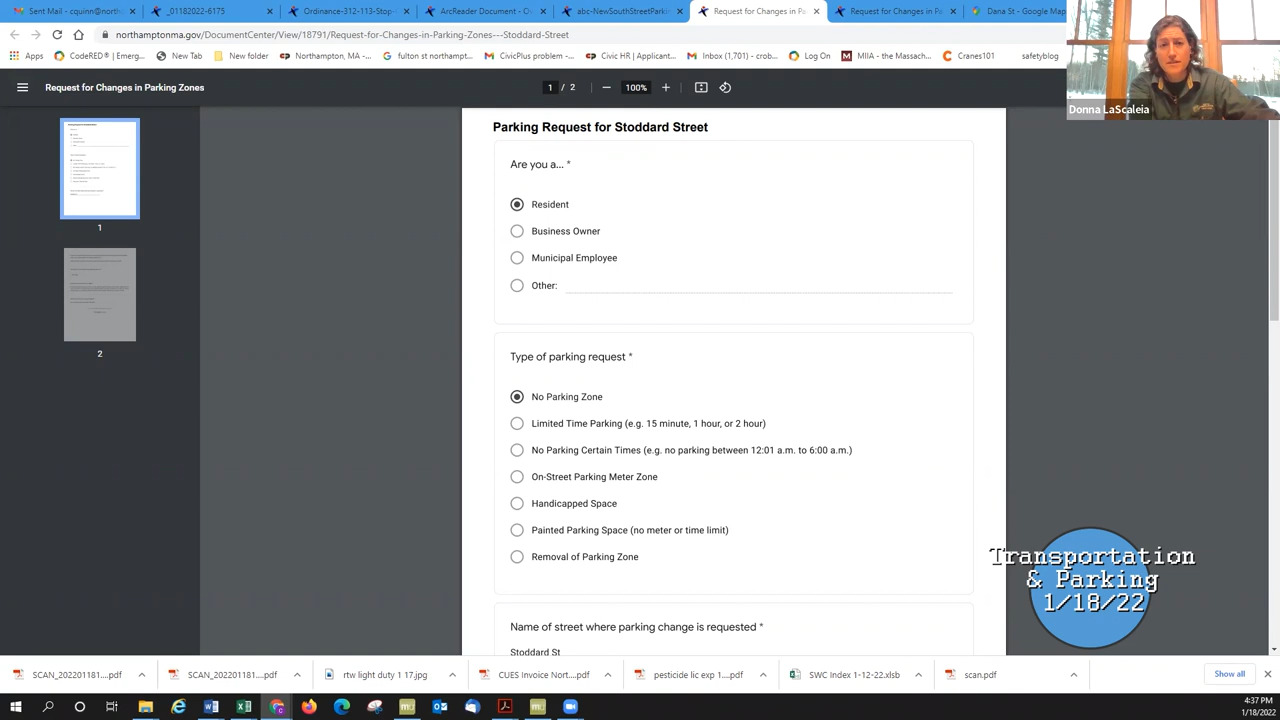 Sent Mail - cquinn@north
_01182022-6175
Ordinance-312-113-Stop-
ArcReader Document - O
abc-NewSouthStreetParki
Request for Changes in Pa
Request for Changes in Pa
Dana St - Google Map
northamptonma.gov/DocumentCenter/View/18791/Request-for-Changes-in-Parking-Zones---Stoddard-Street
Apps
CodeRED® | Emerg...
New Tab
New folder
Northampton, MA -...
fulton st northampt...
CivicPlus problem -...
Civic HR | Applicant...
Inbox (1,701) - crob...
Log On
MIIA - the Massach...
Cranes101
safetyblog
Request for Changes in Parking Zones
1 / 2
100%
Donna LaScaleia
1
2
Parking Request for Stoddard Street
Are you a... *
Resident
Business Owner
Municipal Employee
Other:
Type of parking request *
No Parking Zone
Limited Time Parking (e.g. 15 minute, 1 hour, or 2 hour)
No Parking Certain Times (e.g. no parking between 12:01 a.m. to 6:00 a.m.)
On-Street Parking Meter Zone
Handicapped Space
Painted Parking Space (no meter or time limit)
Removal of Parking Zone
Name of street where parking change is requested *
Stoddard St
Transportation
& Parking
1/18/22
SCAN_202201181....pdf
SCAN_202201181....pdf
rtw light duty 1 17.jpg
CUES Invoice Nort....pdf
pesticide lic exp 1....pdf
SWC Index 1-12-22.xlsb
scan.pdf
Show all
4:37 PM
1/18/2022